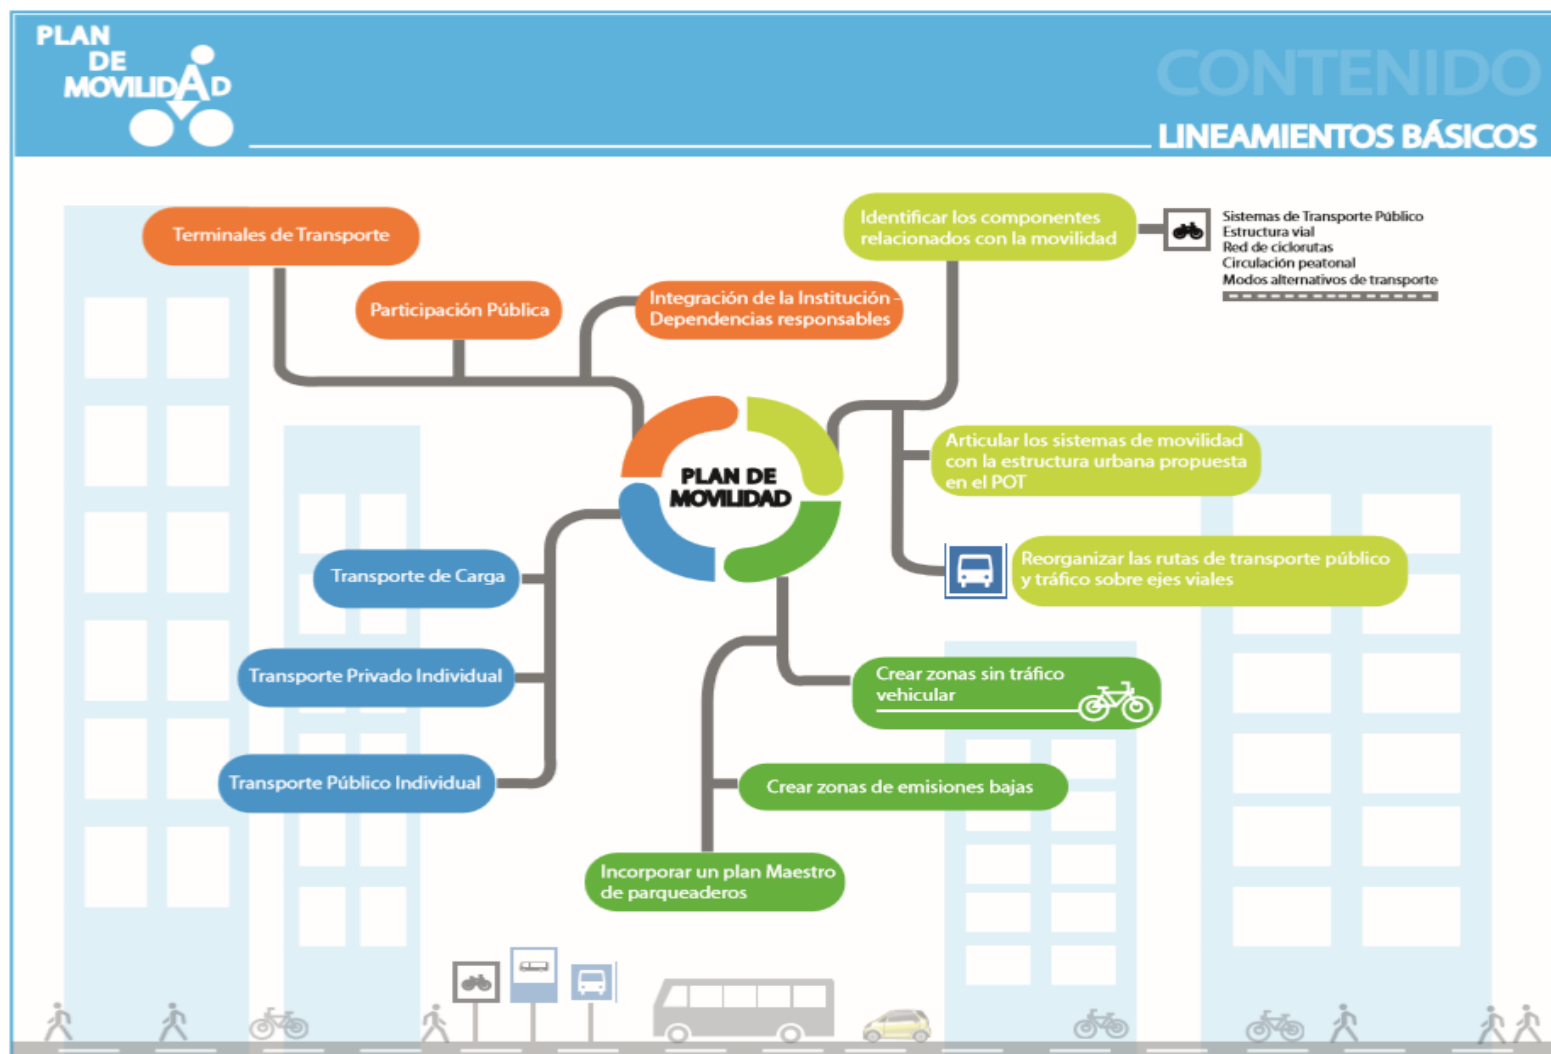 PLAN
DE
MOVILIDAD
CONTENIDO
LINEAMIENTOS BÁSICOS
Terminales de Transporte
Participación Pública
Integración de la Institución –
Dependencias responsables
Identificar los componentes
relacionados con la movilidad
Sistemas de Transporte Público
Estructura vial
Red de ciclorutas
Circulación peatonal
Modos alternativos de transporte
PLAN DE
MOVILIDAD
Articular los sistemas de movilidad
con la estructura urbana propuesta
en el POT
Reorganizar las rutas de transporte público
y tráfico sobre ejes viales
Transporte de Carga
Transporte Privado Individual
Transporte Público Individual
Crear zonas sin tráfico
vehicular
Crear zonas de emisiones bajas
Incorporar un plan Maestro
de parqueaderos